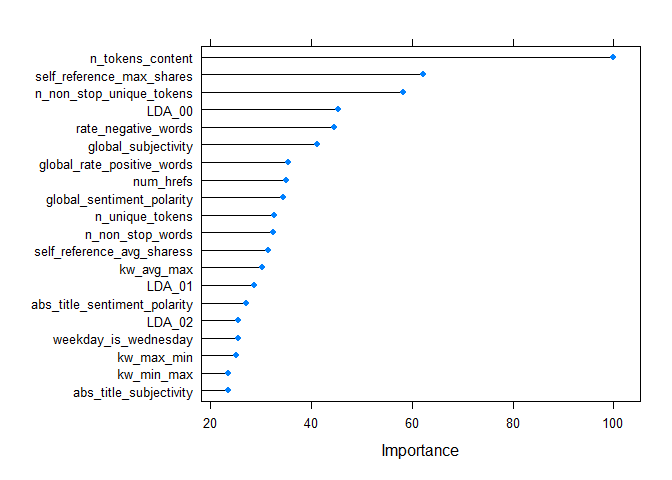 n_tokens_content
self_reference_max_shares
n_non_stop_unique_tokens
LDA_00
rate_negative_words
global_subjectivity
global_rate_positive_words
num_hrefs
global_sentiment_polarity
n_unique_tokens
n_non_stop_words
self_reference_avg_sharess
kw_avg_max
LDA_01
abs_title_sentiment_polarity
LDA_02
weekday_is_wednesday
kw_max_min
kw_min_max
abs_title_subjectivity
20 40 60 80 100
Importance